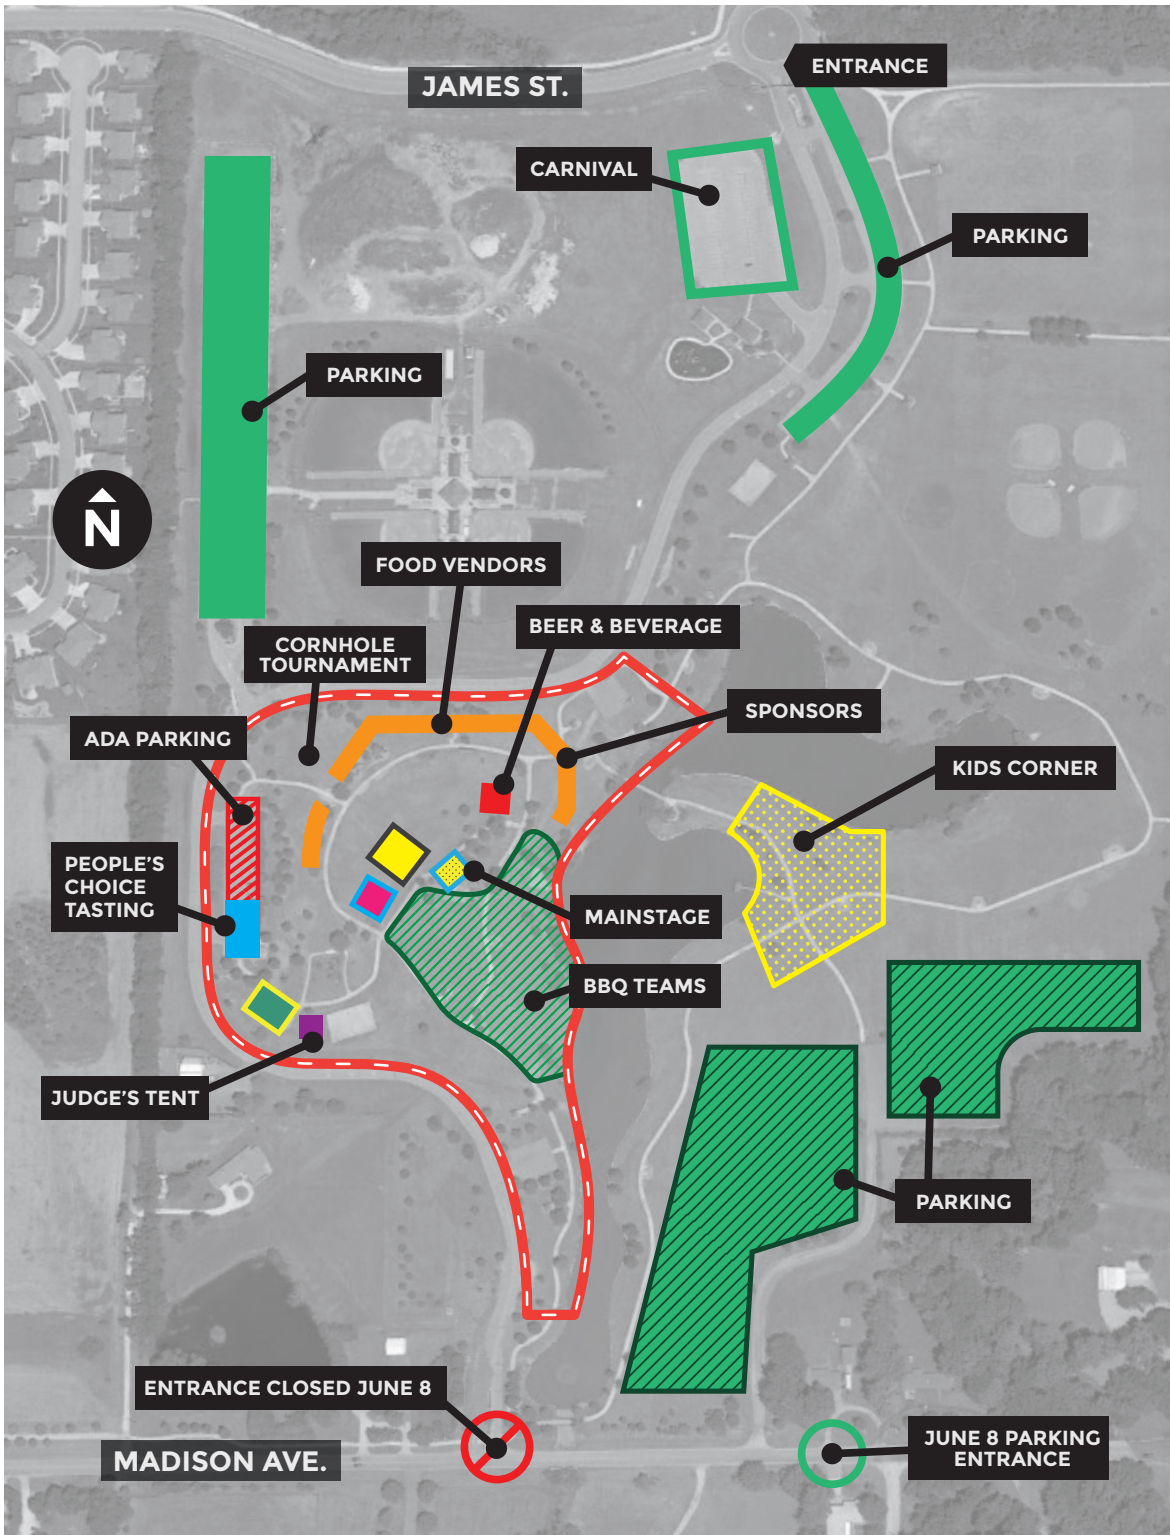 ENTRANCE
JAMES ST.
CARNIVAL
PARKING
PARKING
N
FOOD VENDORS
BEER & BEVERAGE
CORNHOLE
TOURNAMENT
SPONSORS
ADA PARKING
KIDS CORNER
PEOPLE'S
CHOICE
TASTING
MAINSTAGE
BBQ TEAMS
JUDGE'S TENT
PARKING
ENTRANCE CLOSED JUNE 8
JUNE 8 PARKING
ENTRANCE
MADISON AVE.